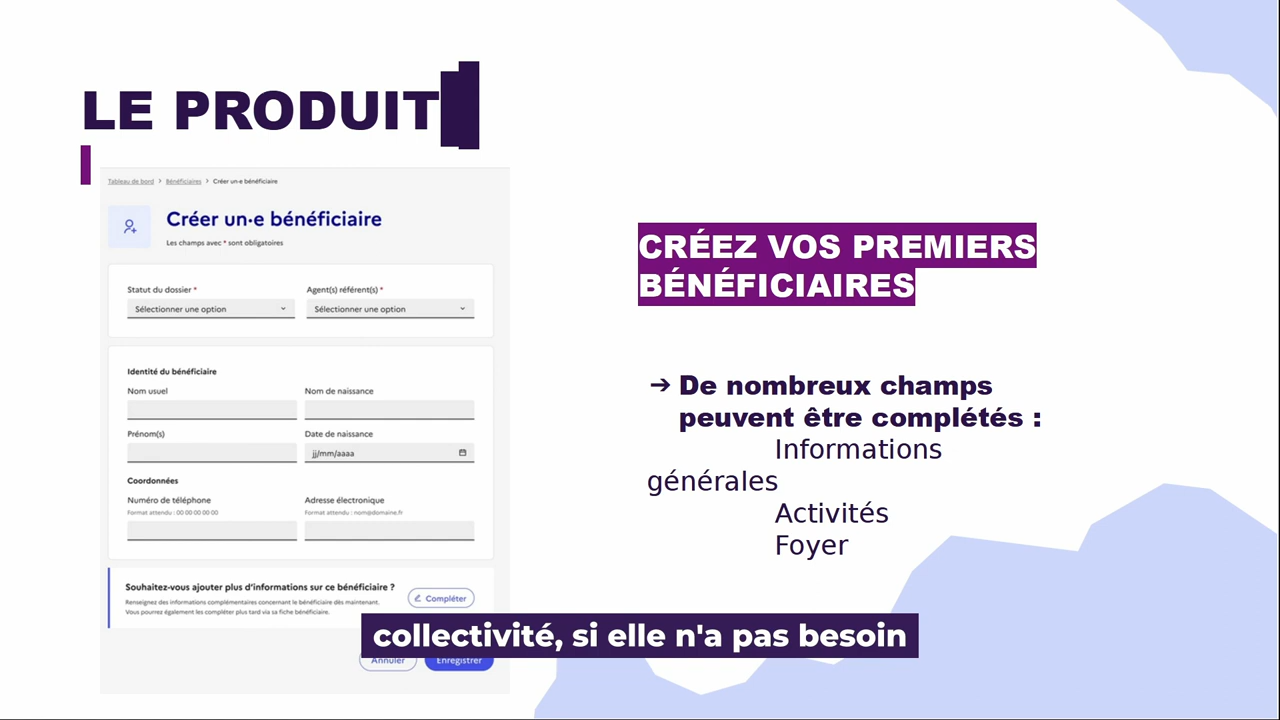 LE PRODUIT
Tableau de bord > Bénéficiaires > Créer un·e bénéficiaire
Créer un·e bénéficiaire
Les champs avec * sont obligatoires
Statut du dossier * Agent(s) référent(s) *
Sélectionner une option Sélectionner une option
Identité du bénéficiaire
Nom usuel Nom de naissance
Prénom(s) Date de naissance
jj/mm/aaaa
Coordonnées
Numéro de téléphone Adresse électronique
Format attendu : 00 00 00 00 00 Format attendu : nom@domaine.fr
Souhaitez-vous ajouter plus d'informations sur ce bénéficiaire ?
Renseignez des informations complémentaires concernant le bénéficiaire dès maintenant.
Vous pourrez également les compléter plus tard via sa fiche bénéficiaire.
Compléter
Annuler Enregistrer
CRÉEZ VOS PREMIERS
BÉNÉFICIAIRES
➔ De nombreux champs
peuvent être complétés :
Informations
générales
Activités
Foyer
collectivité, si elle n'a pas besoin